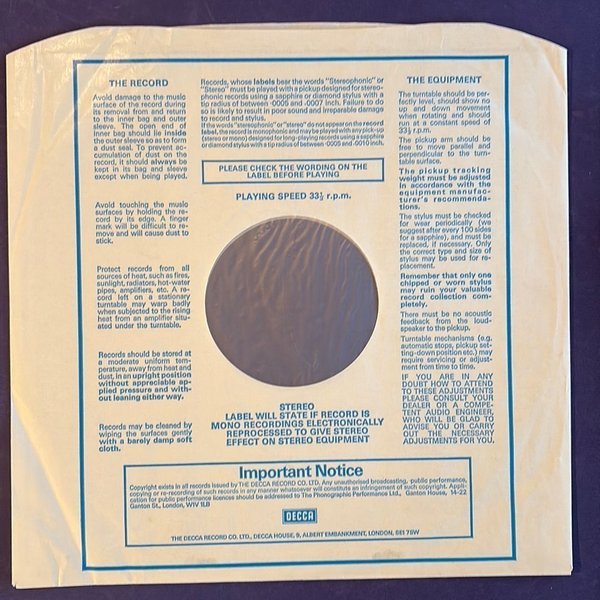 THE RECORD
Avoid damage to the music
surface of the record during
its removal from and return
to the inner bag and outer
sleeve. The open end of
inner bag should lie inside
the outer sleeve so as to form
a dust seal. To prevent ac-
cumulation of dust on the
record, it should always be
kept in its bag and sleeve
except when being played.
Avoid touching the music
surfaces by holding the re-
cord by its edge. A finger
mark will be difficult to re-
move and will cause dust to
stick.
Protect records from all
sources of heat, such as fires,
sunlight, radiators, hot-water
pipes, amplifiers, etc. A re-
cord left on a stationary
turntable may warp badly
when subjected to the rising
heat from an amplifier situ-
ated under the turntable.
Records should be stored at
a moderate uniform tem-
perature, away from heat and
dust, in an upright position
without appreciable ap-
plied pressure and with-
out leaning either way.
Records may be cleaned by
wiping the surfaces gently
with a barely damp soft
cloth.
Records, whose labels bear the words "Stereophonic" or
"Stereo" must be played with a pickup designed for stereo-
phonic records using a sapphire or diamond stylus with a
tip radius of between ·0005 and ·0007 inch. Failure to do
so is likely to result in poor quality and irreparable damage
to record and stylus.
If the words "stereophonic" or "stereo" do not appear on the record
label, the record is monophonic and may be played with any pick-up
(stereo or mono) designed for long-playing records using a sapphire
or diamond stylus with a tip radius of between ·0005 and ·0010 inch.
PLEASE CHECK THE WORDING ON THE
LABEL BEFORE PLAYING
PLAYING SPEED 33⅓ r.p.m.
STEREO
LABEL WILL STATE IF RECORD IS
MONO RECORDINGS ELECTRONICALLY
REPROCESSED TO GIVE STEREO
EFFECT ON STEREO EQUIPMENT
THE EQUIPMENT
The turntable should be per-
fectly level, should show no
up and down movement
when rotating and should
run at a constant speed of
33⅓ r.p.m.
The pickup arm should be
free to move parallel and
perpendicular to the turn-
table surface.
The pickup tracking
weight must be adjusted
in accordance with the
equipment manufac-
turer's recommenda-
tions.
The stylus must be checked
for wear periodically (we
suggest after every 100 sides
for a sapphire), and must be
replaced, if necessary. Only
the correct type and size of
stylus may be used for re-
placement.
Remember that only one
chipped or worn stylus
may ruin your valuable
record collection com-
pletely.
There must be no acoustic
feedback from the loud-
speaker to the pickup.
Turntable mechanisms (e.g.
automatic stops, pickup set-
ting-down position etc.) may
require servicing or adjust-
ment from time to time.
IF YOU ARE IN ANY
DOUBT HOW TO ATTEND
TO THESE ADJUSTMENTS
PLEASE CONSULT YOUR
DEALER OR A COMPE-
TENT AUDIO ENGINEER,
WHO WILL BE GLAD TO
ADVISE YOU OR CARRY
OUT THE NECESSARY
ADJUSTMENTS FOR YOU.
Important Notice
Copyright exists in all records issued by THE DECCA RECORD CO. LTD. Any unauthorised broadcasting, public performance,
copying or re-recording of such records in any manner whatsoever will constitute an infringement of such copyright. Appli-
cation for public performance licences should be addressed to The Phonographic Performance Ltd., Ganton House, 14-22
Ganton St., London, W1V 1LB
DECCA
THE DECCA RECORD CO. LTD., DECCA HOUSE, 9, ALBERT EMBANKMENT, LONDON, SE1 7SW